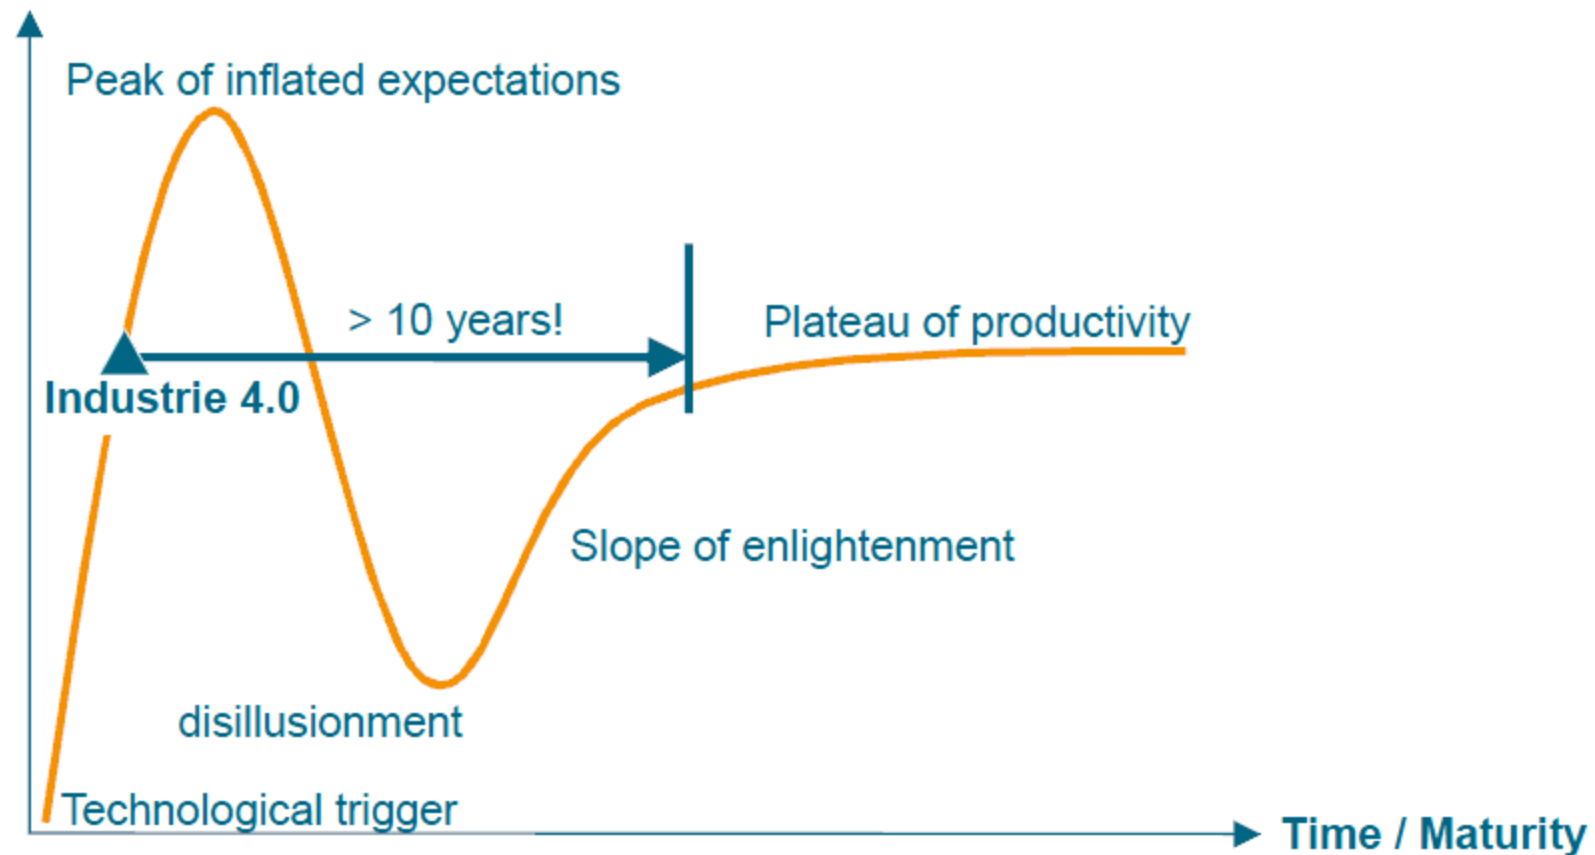 Peak of inflated expectations
> 10 years!
Plateau of productivity
Industrie 4.0
Slope of enlightenment
disillusionment
Technological trigger
Time / Maturity